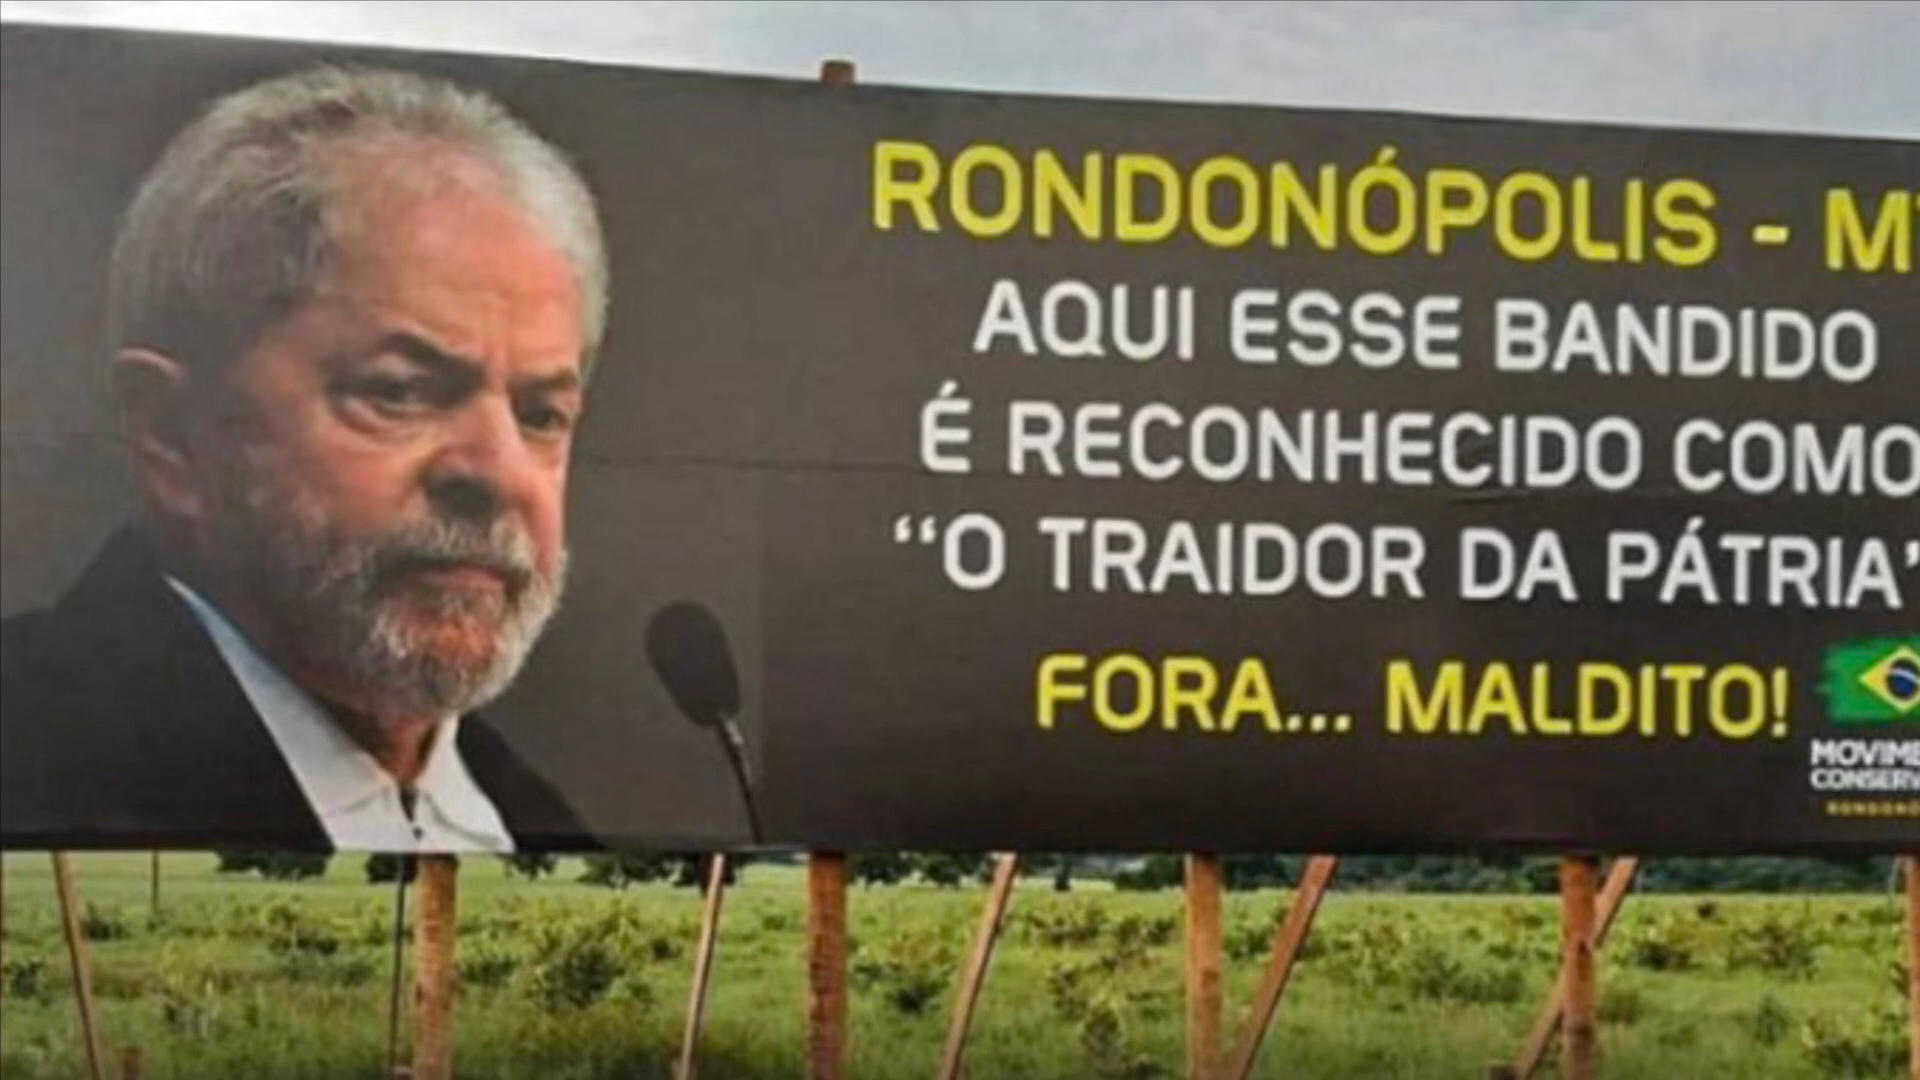 RONDONÓPOLIS - MT
AQUI ESSE BANDIDO
É RECONHECIDO COMO
“O TRAIDOR DA PÁTRIA”
FORA... MALDITO!